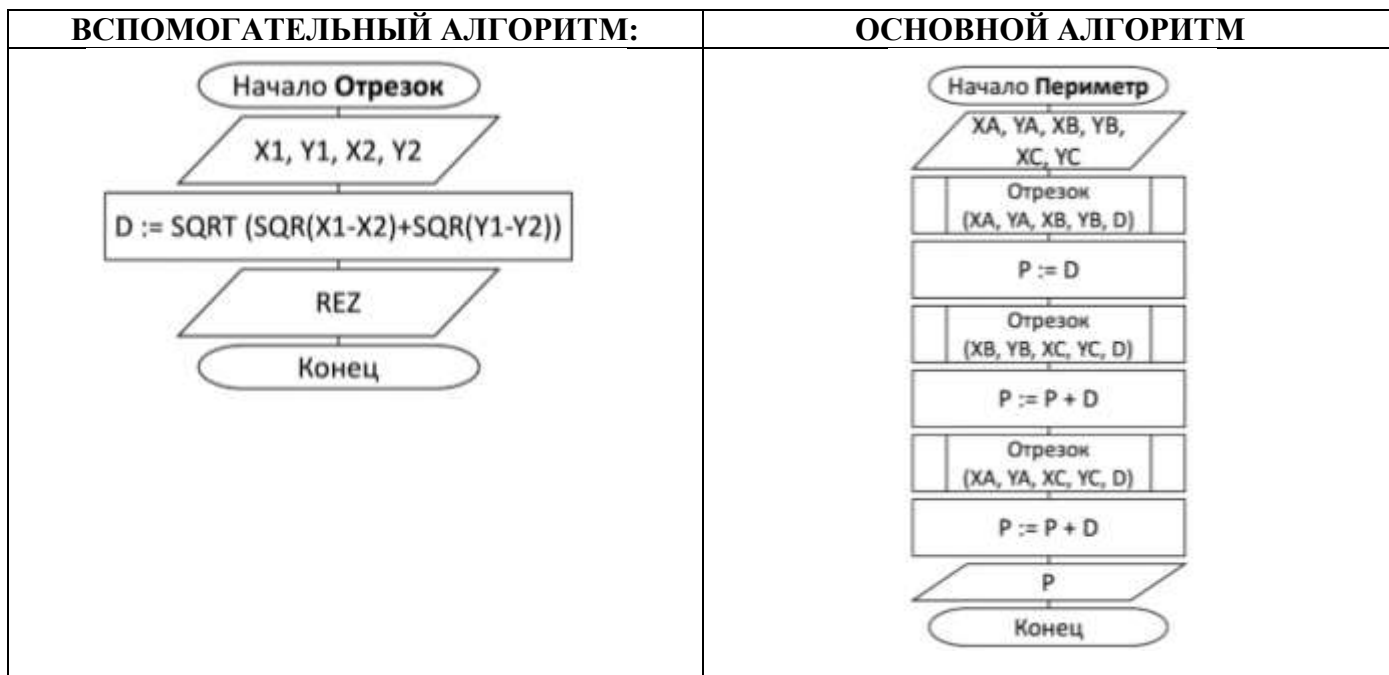 ВСПОМОГАТЕЛЬНЫЙ АЛГОРИТМ:
Начало Отрезок
X1, Y1, X2, Y2
D := SQRT (SQR(X1-X2)+SQR(Y1-Y2))
REZ
Конец
ОСНОВНОЙ АЛГОРИТМ
Начало Периметр
XA, YA, XB, YB,
XC, YC
Отрезок
(XA, YA, XB, YB, D)
P := D
Отрезок
(XB, YB, XC, YC, D)
P := P + D
Отрезок
(XA, YA, XC, YC, D)
P := P + D
P
Конец